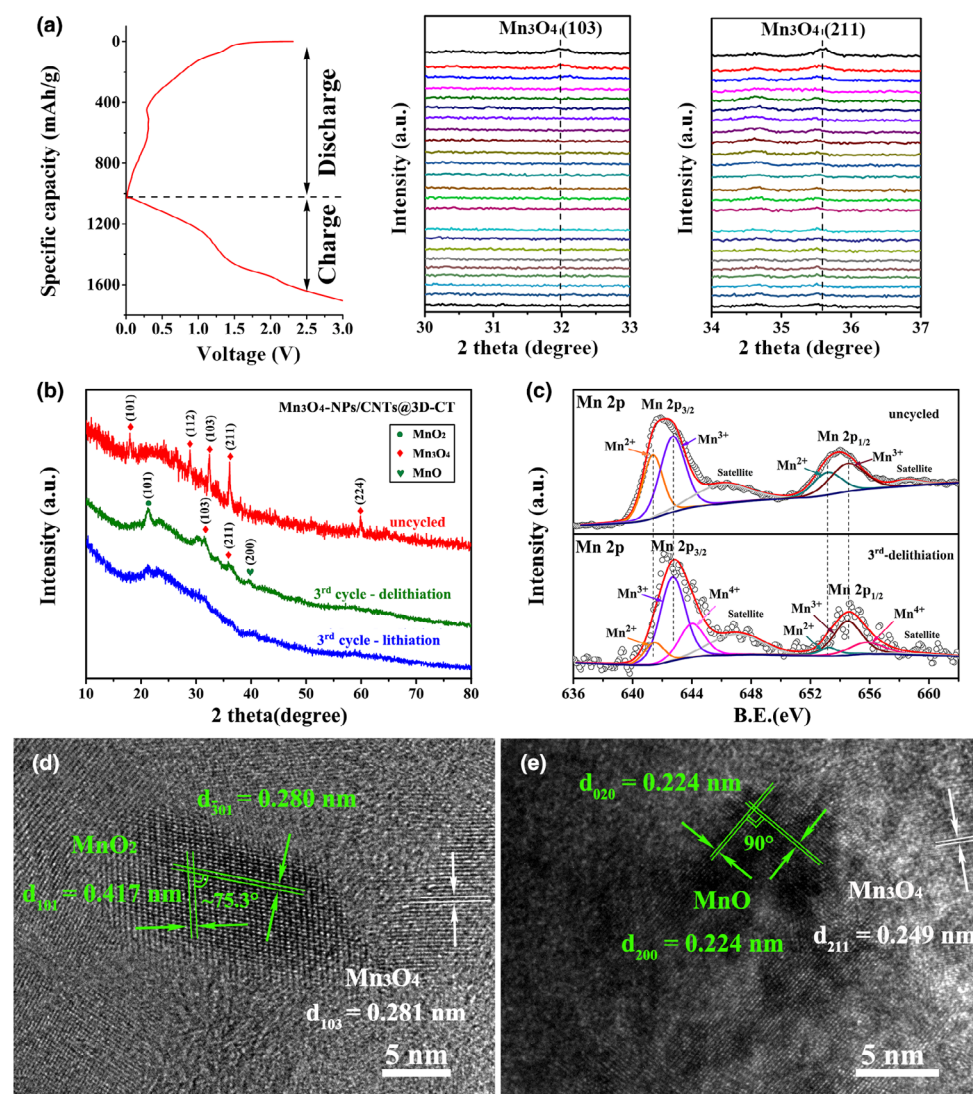 (a)
0
400
800
1200
1600
Specific capacity (mAh/g)
Discharge
Charge
0.0 0.5 1.0 1.5 2.0 2.5 3.0
Voltage (V)
Mn₃O₄(103)
Intensity (a.u.)
30 31 32 33
2 theta (degree)
Mn₃O₄(211)
Intensity (a.u.)
34 35 36 37
2 theta (degree)
(b)
Mn₃O₄-NPs/CNTs@3D-CT
MnO₂
Mn₃O₄
MnO
(101)
(112)
(103)
(211)
(224)
uncycled
(101)
(103)
(211)
(200)
3rd cycle - delithiation
3rd cycle - lithiation
Intensity (a.u.)
10 20 30 40 50 60 70 80
2 theta(degree)
(c)
Mn 2p
Mn 2p₃/₂
uncycled
Mn²⁺
Mn³⁺
Satellite
Mn 2p₁/₂
Mn²⁺
Mn³⁺
Satellite
Mn 2p
Mn 2p₃/₂
3rd-delithiation
Mn³⁺
Mn⁴⁺
Mn²⁺
Satellite
Mn 2p₁/₂
Mn³⁺
Mn²⁺
Mn⁴⁺
Satellite
Intensity (a.u.)
636 640 644 648 652 656 660
B.E.(eV)
(d)
d₃̄₀₁ = 0.280 nm
MnO₂
d₁₀₁ = 0.417 nm
~75.3°
Mn₃O₄
d₁₀₃ = 0.281 nm
5 nm
(e)
d₀₂₀ = 0.224 nm
90°
MnO
d₂₀₀ = 0.224 nm
Mn₃O₄
d₂₁₁ = 0.249 nm
5 nm